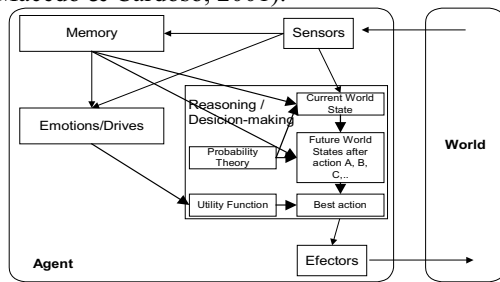 Macedo & Cardoso, 2001).
Memory
Sensors
Reasoning /
Desicion-making
Current World
State
Emotions/Drives
Probability
Theory
Future World
States after
action A, B,
C,..
World
Utility Function
Best action
Agent
Efectors